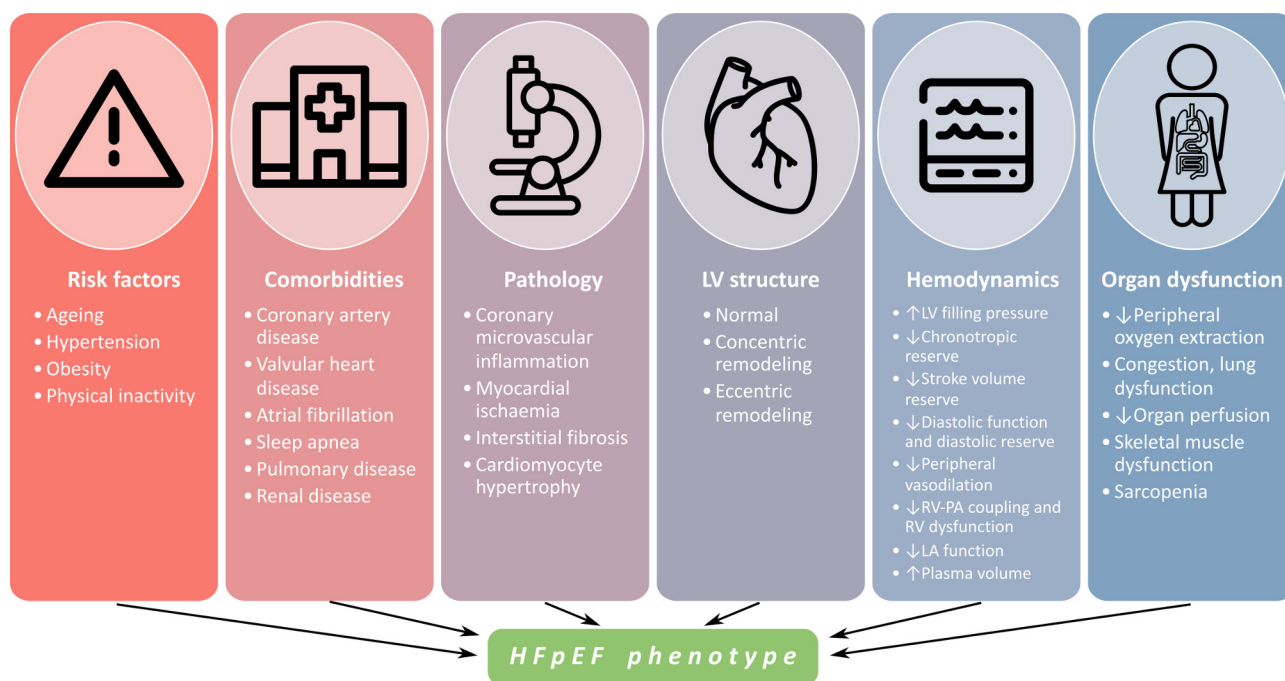 Risk factors
• Ageing
• Hypertension
• Obesity
• Physical inactivity
Comorbidities
• Coronary artery
disease
• Valvular heart
disease
• Atrial fibrillation
• Sleep apnea
• Pulmonary disease
• Renal disease
Pathology
• Coronary
microvascular
inflammation
• Myocardial
ischaemia
• Interstitial fibrosis
• Cardiomyocyte
hypertrophy
LV structure
• Normal
• Concentric
remodeling
• Eccentric
remodeling
Hemodynamics
• ↑LV filling pressure
• ↓Chronotropic
reserve
• ↓Stroke volume
reserve
• ↓Diastolic function
and diastolic reserve
• ↓Peripheral
vasodilation
• ↓RV-PA coupling and
RV dysfunction
• ↓LA function
• ↑Plasma volume
Organ dysfunction
• ↓Peripheral
oxygen extraction
• Congestion, lung
dysfunction
• ↓Organ perfusion
• Skeletal muscle
dysfunction
• Sarcopenia
HFpEF phenotype